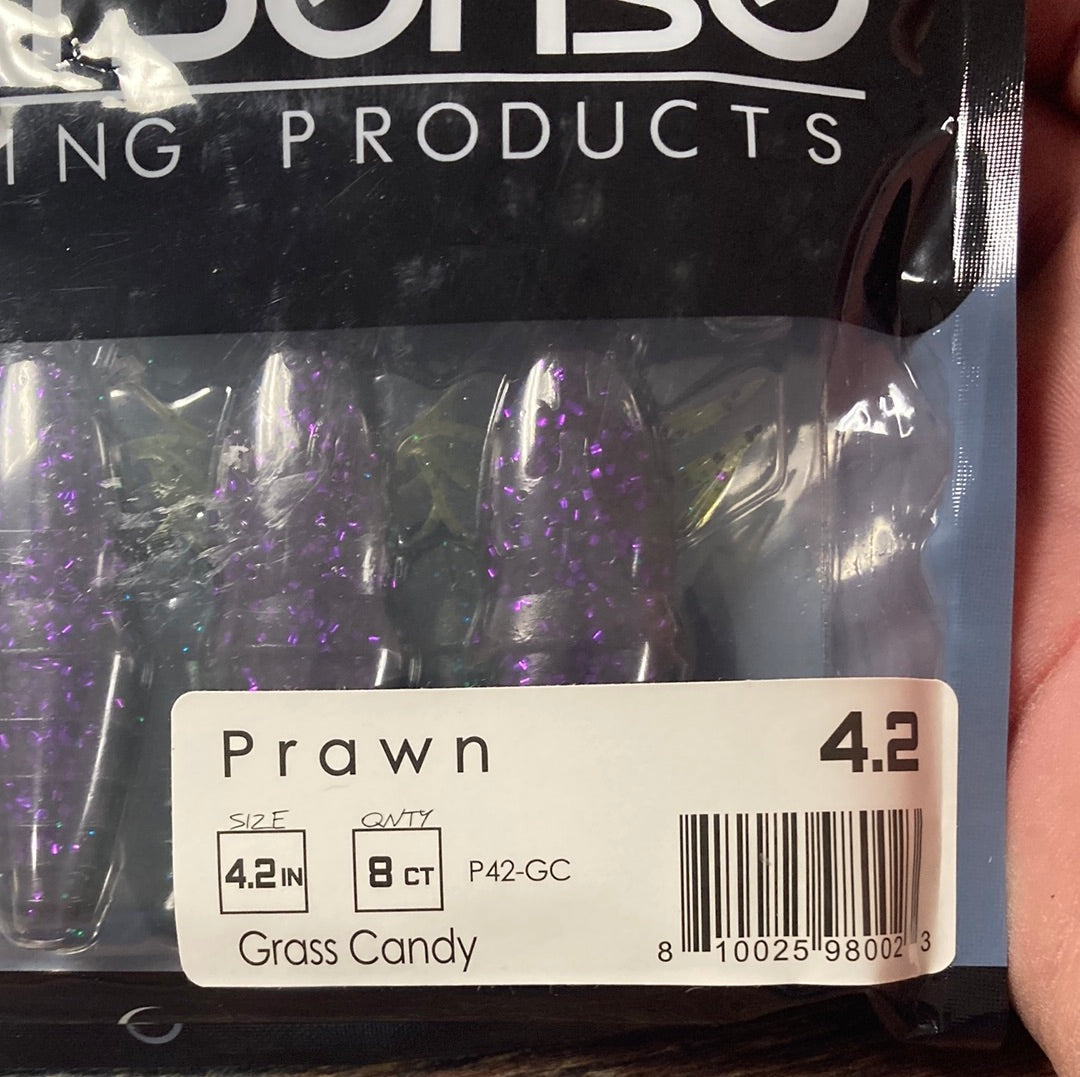 ING PRODUCTS
Prawn 4.2
SIZE QNTY
4.2 IN 8 CT P42-GC
Grass Candy
8 10025 98002 3